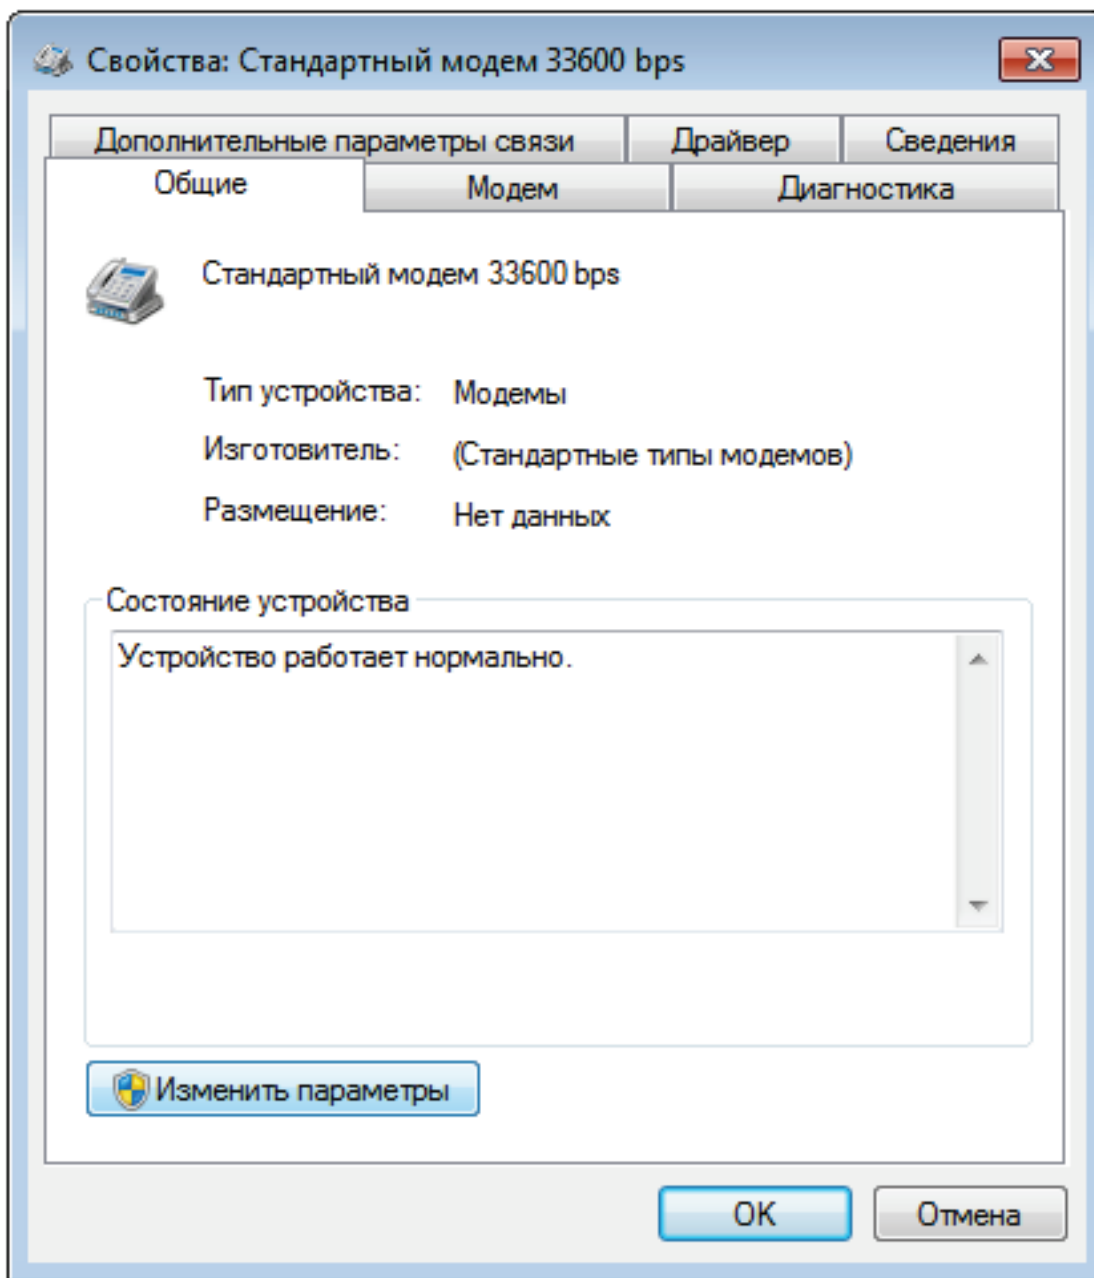 Свойства: Стандартный модем 33600 bps
Дополнительные параметры связи Драйвер Сведения
Общие Модем Диагностика
Стандартный модем 33600 bps
Тип устройства: Модемы
Изготовитель: (Стандартные типы модемов)
Размещение: Нет данных
Состояние устройства
Устройство работает нормально.
Изменить параметры
OK Отмена